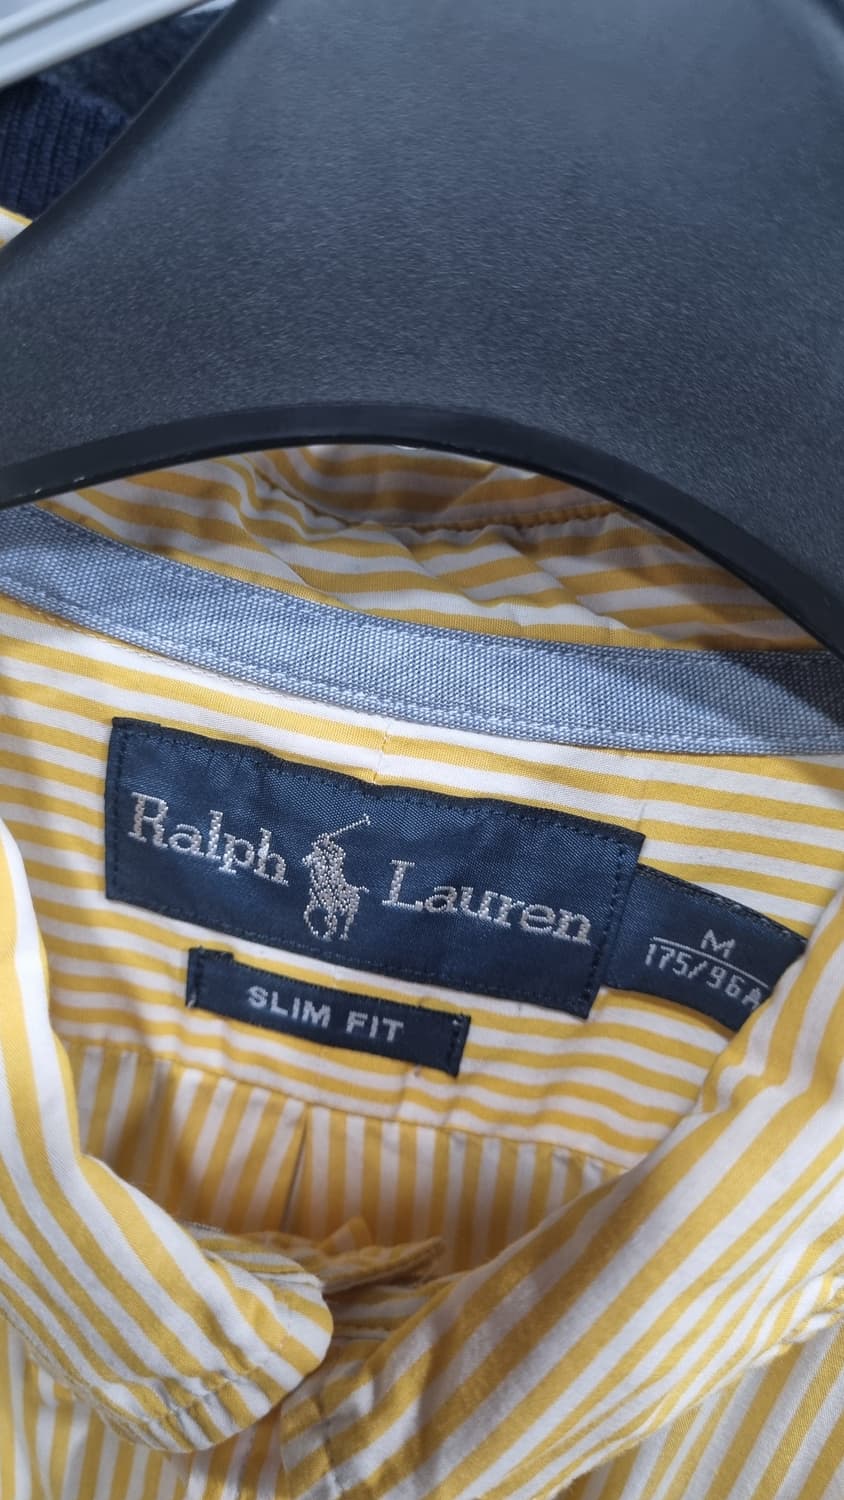 Ralph Lauren
SLIM FIT
M
175/96A